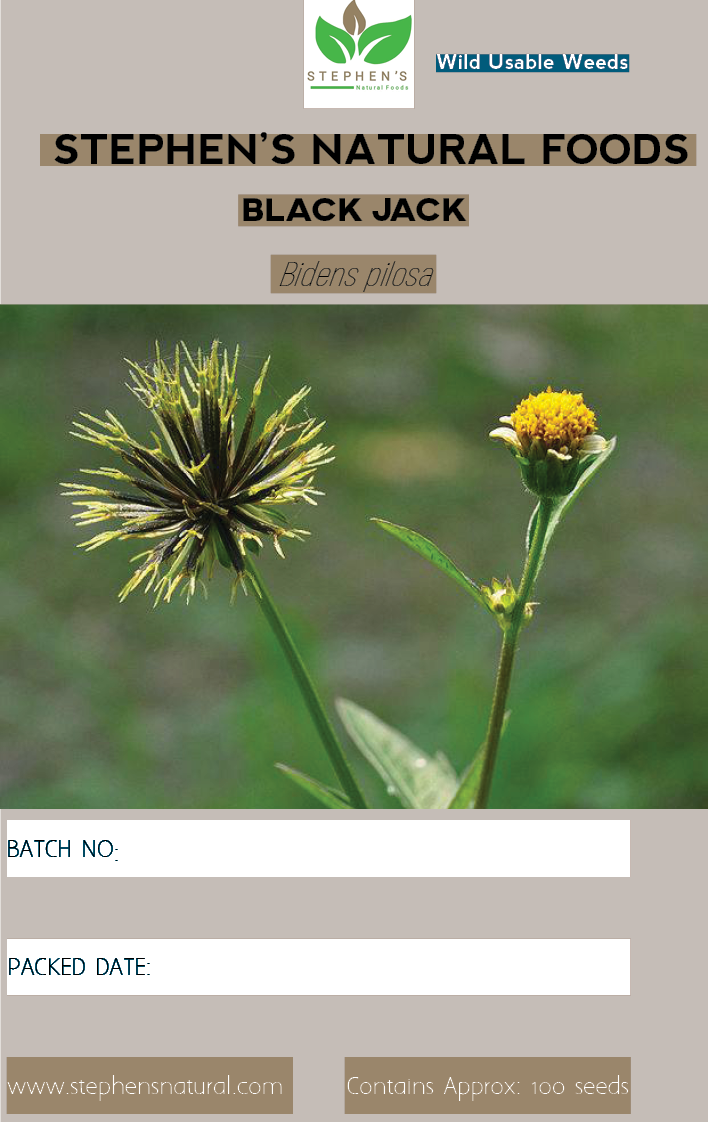 STEPHEN'S
Natural Foods
Wild Usable Weeds
STEPHEN'S NATURAL FOODS
BLACK JACK
Bidens pilosa
BATCH NO:
PACKED DATE:
www.stephensnatural.com
Contains Approx: 100 seeds